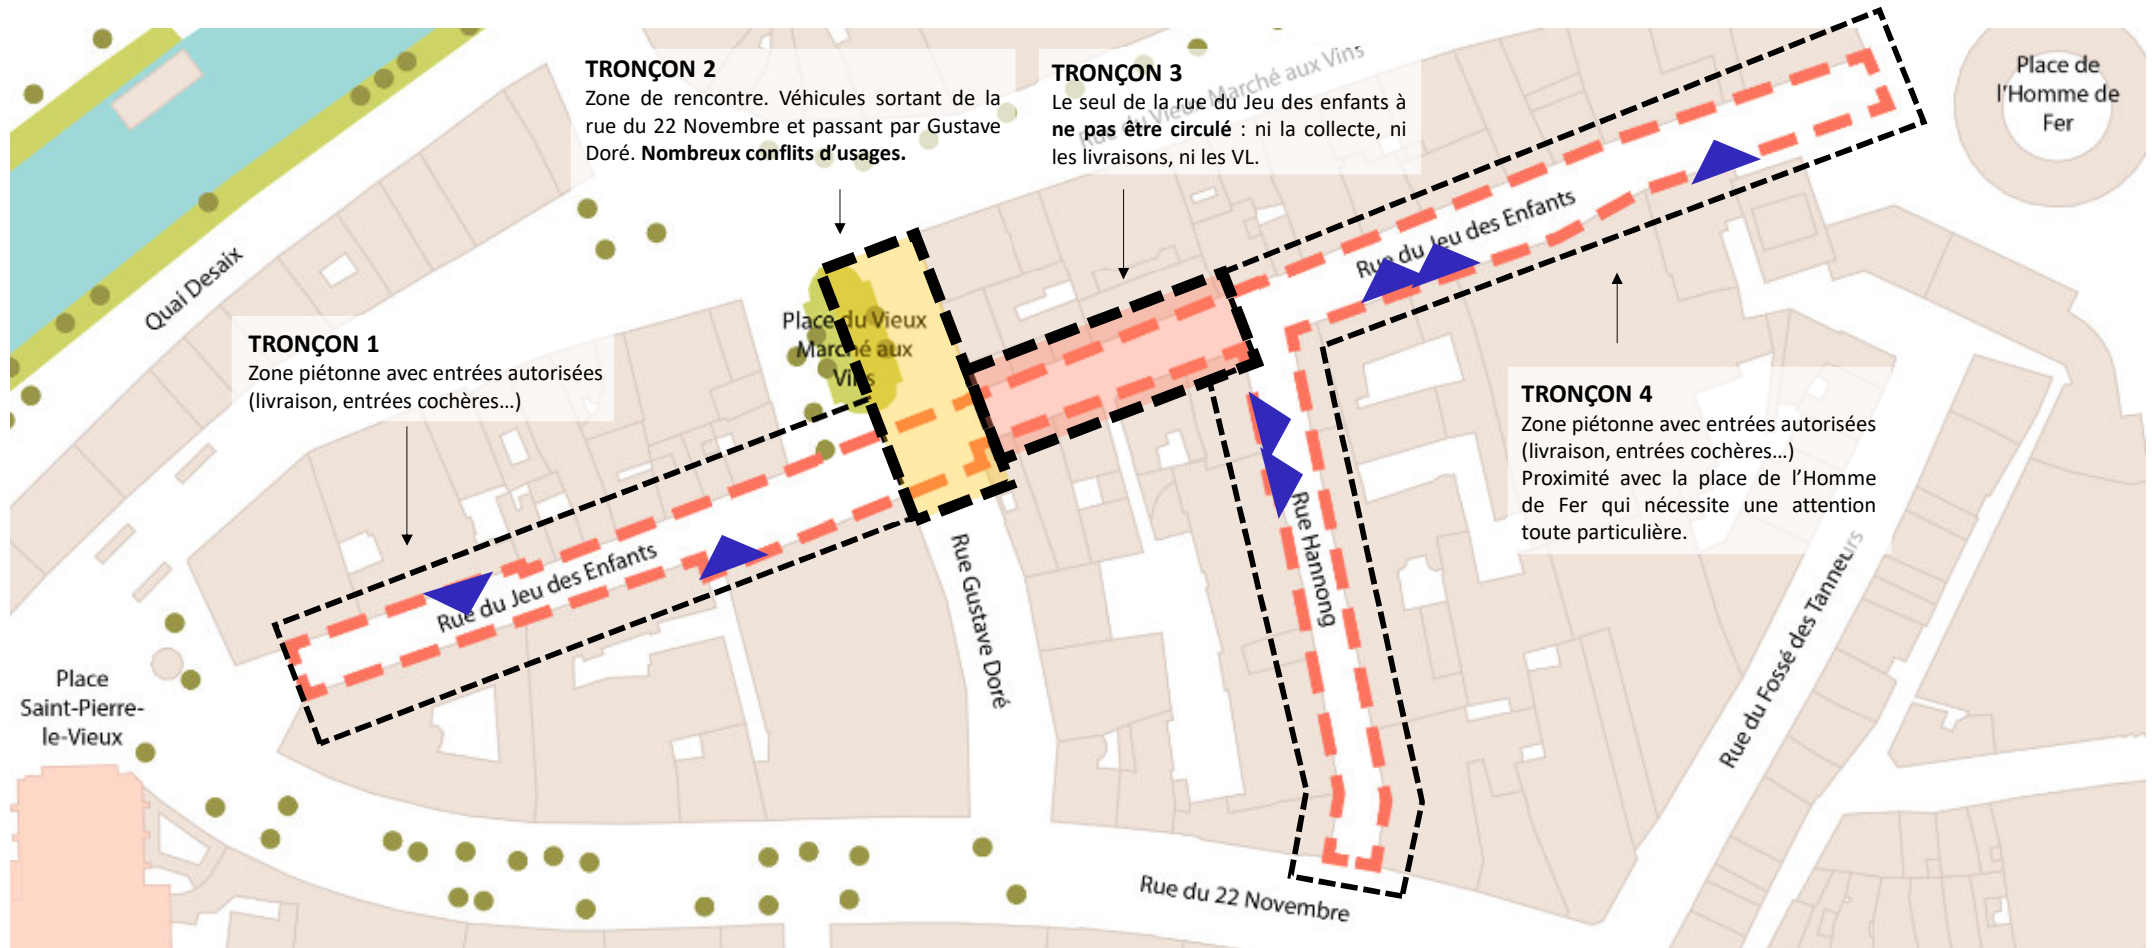 TRONÇON 2
Zone de rencontre. Véhicules sortant de la
rue du 22 Novembre et passant par Gustave
Doré. Nombreux conflits d'usages.
TRONÇON 3
Le seul de la rue du Jeu des enfants à
ne pas être circulé : ni la collecte, ni
les livraisons, ni les VL.
Rue du Vieux Marché aux Vins
Place de
l'Homme de
Fer
Quai Desaix
Rue du Jeu des Enfants
Place du Vieux
Marché aux
Vins
TRONÇON 1
Zone piétonne avec entrées autorisées
(livraison, entrées cochères...)
TRONÇON 4
Zone piétonne avec entrées autorisées
(livraison, entrées cochères...)
Proximité avec la place de l'Homme
de Fer qui nécessite une attention
toute particulière.
Rue du Jeu des Enfants
Rue Gustave Doré
Rue Hannong
Rue du Fossé des Tanneurs
Place
Saint-Pierre-
le-Vieux
Rue du 22 Novembre